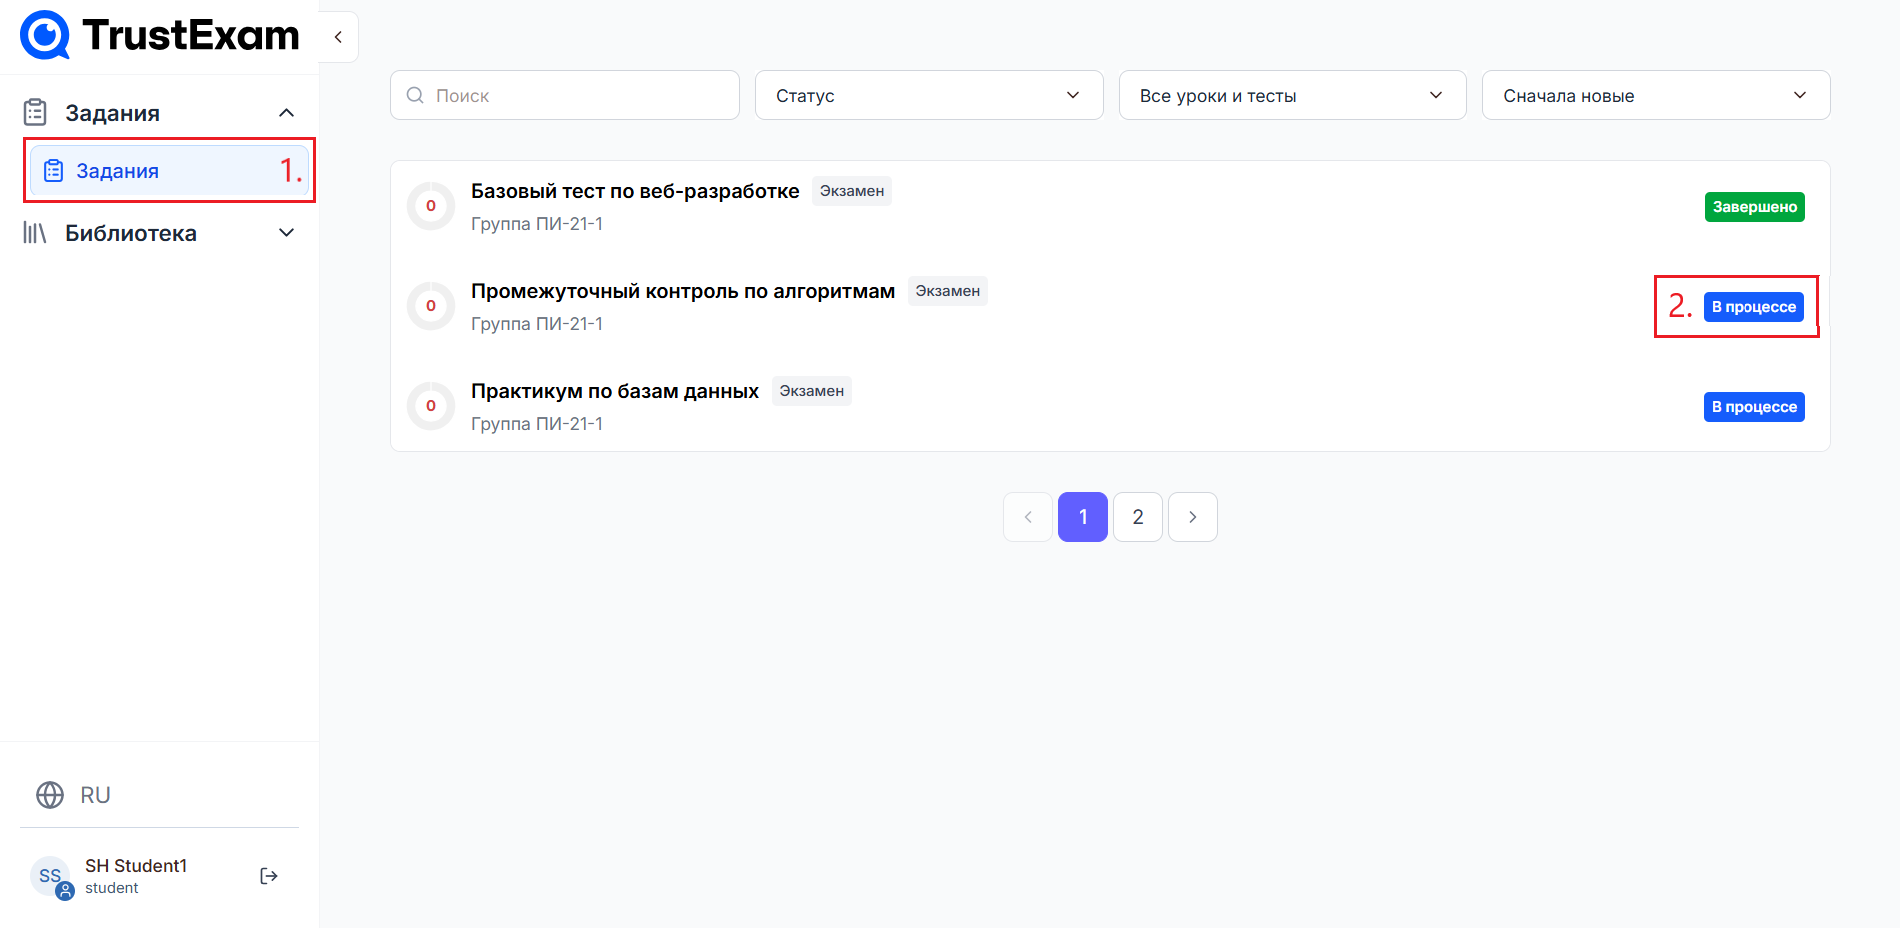 TrustExam
Задания
Задания 1.
Библиотека
RU
SS
SH Student1
student
Поиск
Статус
Все уроки и тесты
Сначала новые
0
Базовый тест по веб-разработке Экзамен
Группа ПИ-21-1
Завершено
0
Промежуточный контроль по алгоритмам Экзамен
Группа ПИ-21-1
2. В процессе
0
Практикум по базам данных Экзамен
Группа ПИ-21-1
В процессе
1 2